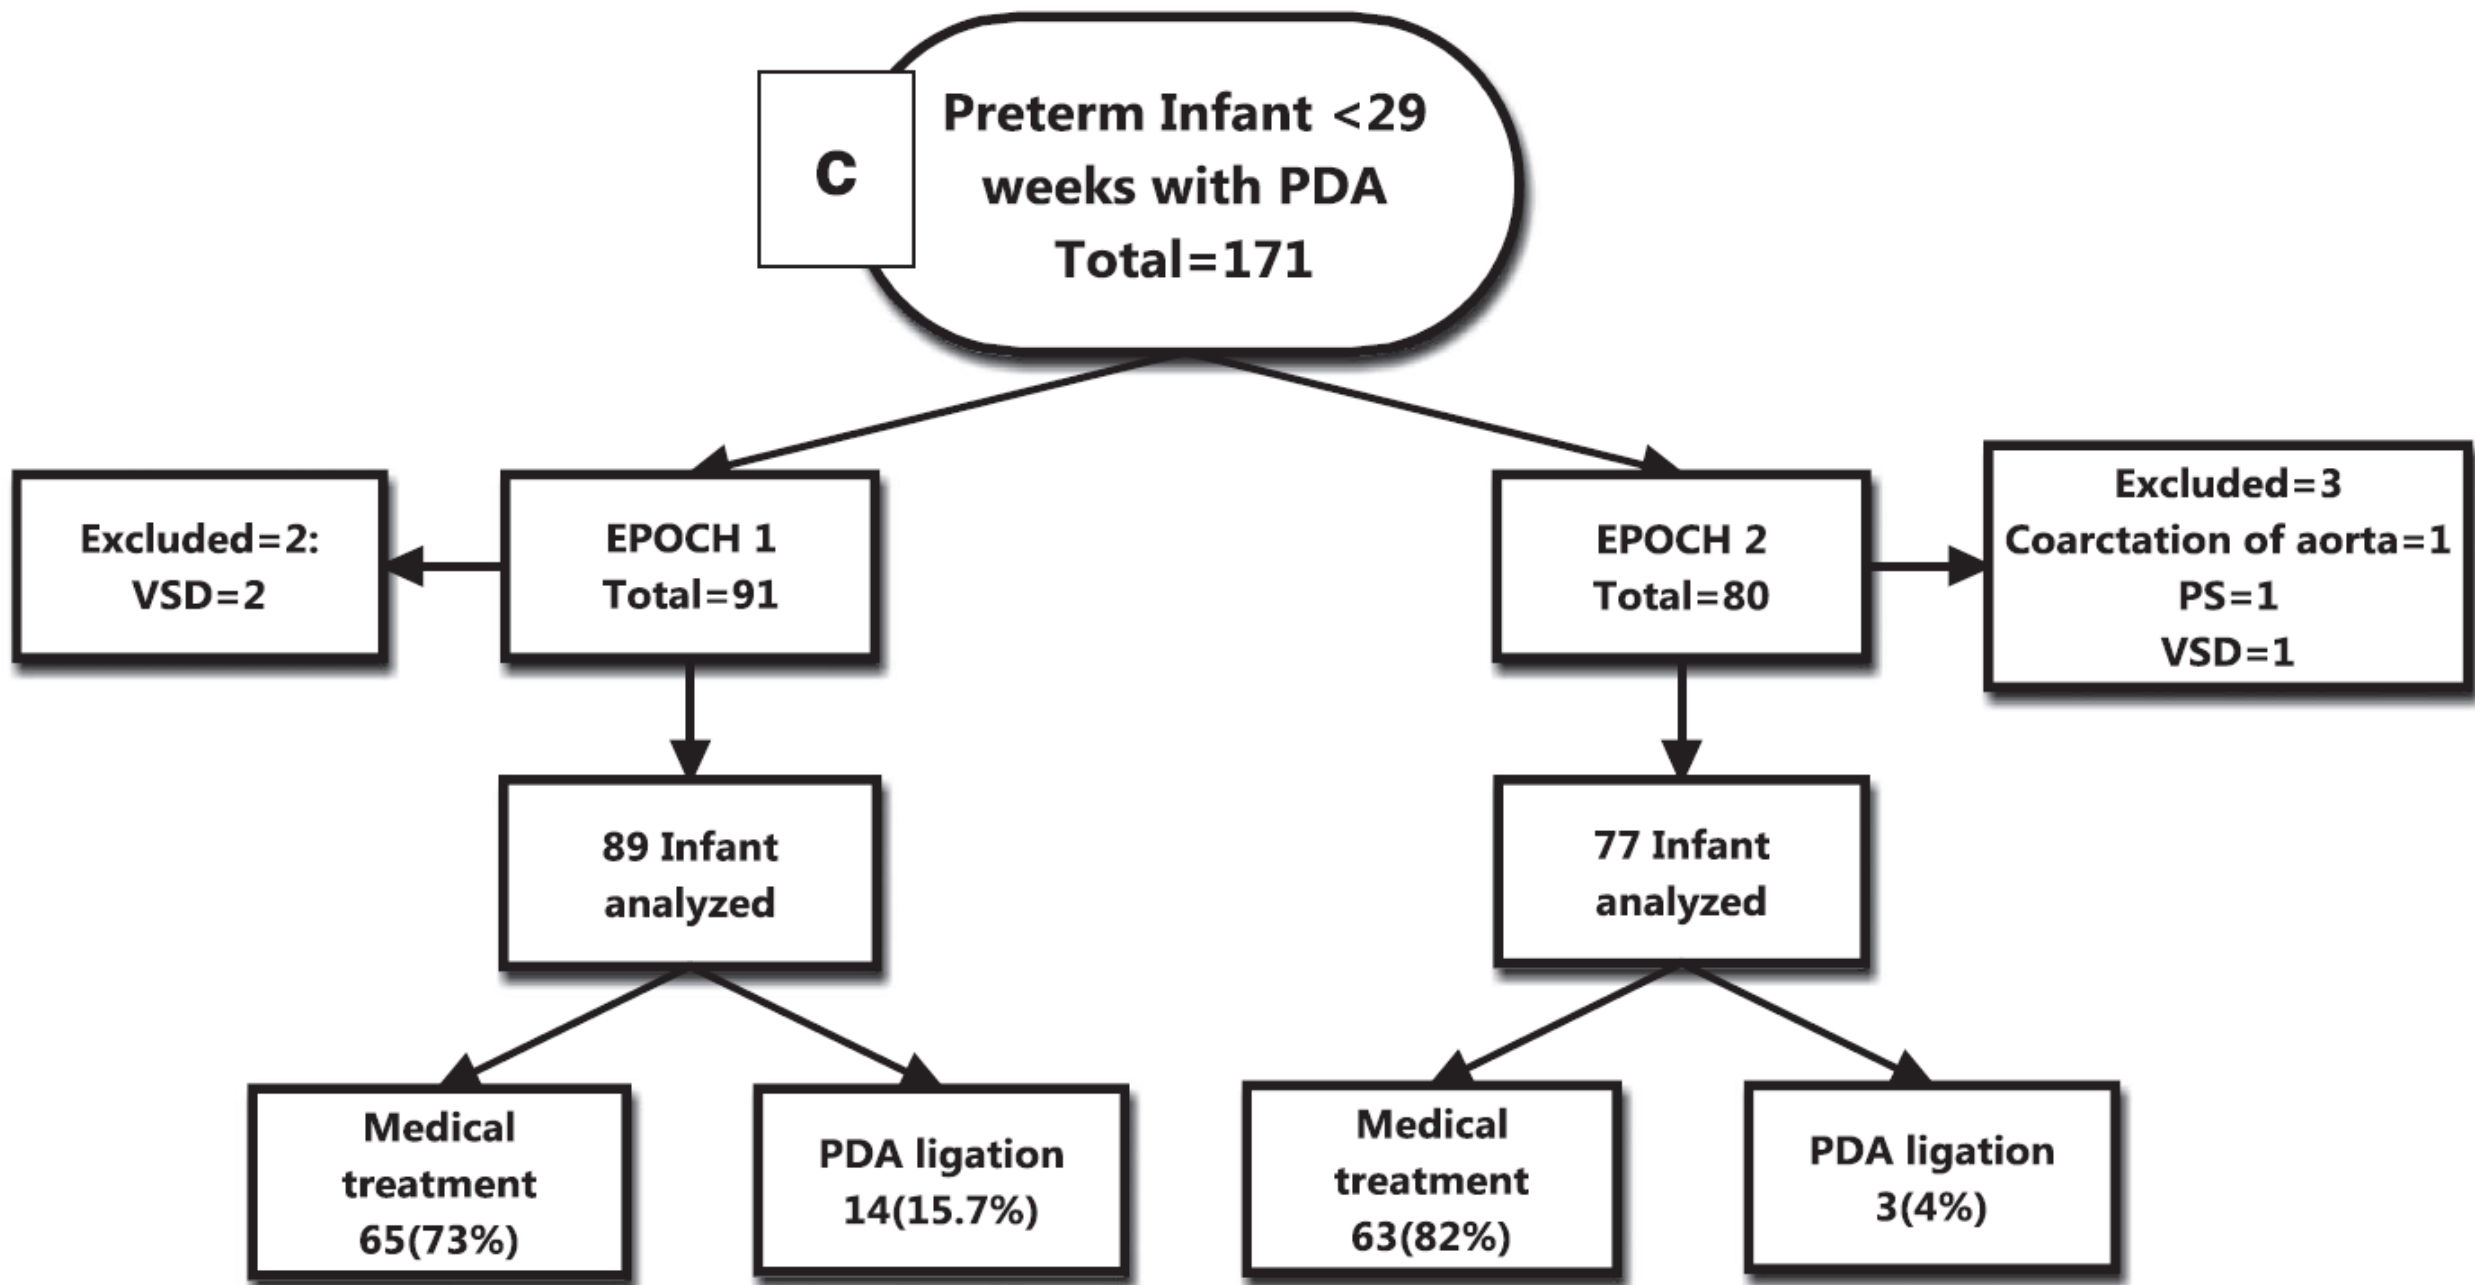 C
Preterm Infant <29
weeks with PDA
Total=171
Excluded=2:
VSD=2
EPOCH 1
Total=91
EPOCH 2
Total=80
Excluded=3
Coarctation of aorta=1
PS=1
VSD=1
89 Infant
analyzed
77 Infant
analyzed
Medical
treatment
65(73%)
PDA ligation
14(15.7%)
Medical
treatment
63(82%)
PDA ligation
3(4%)